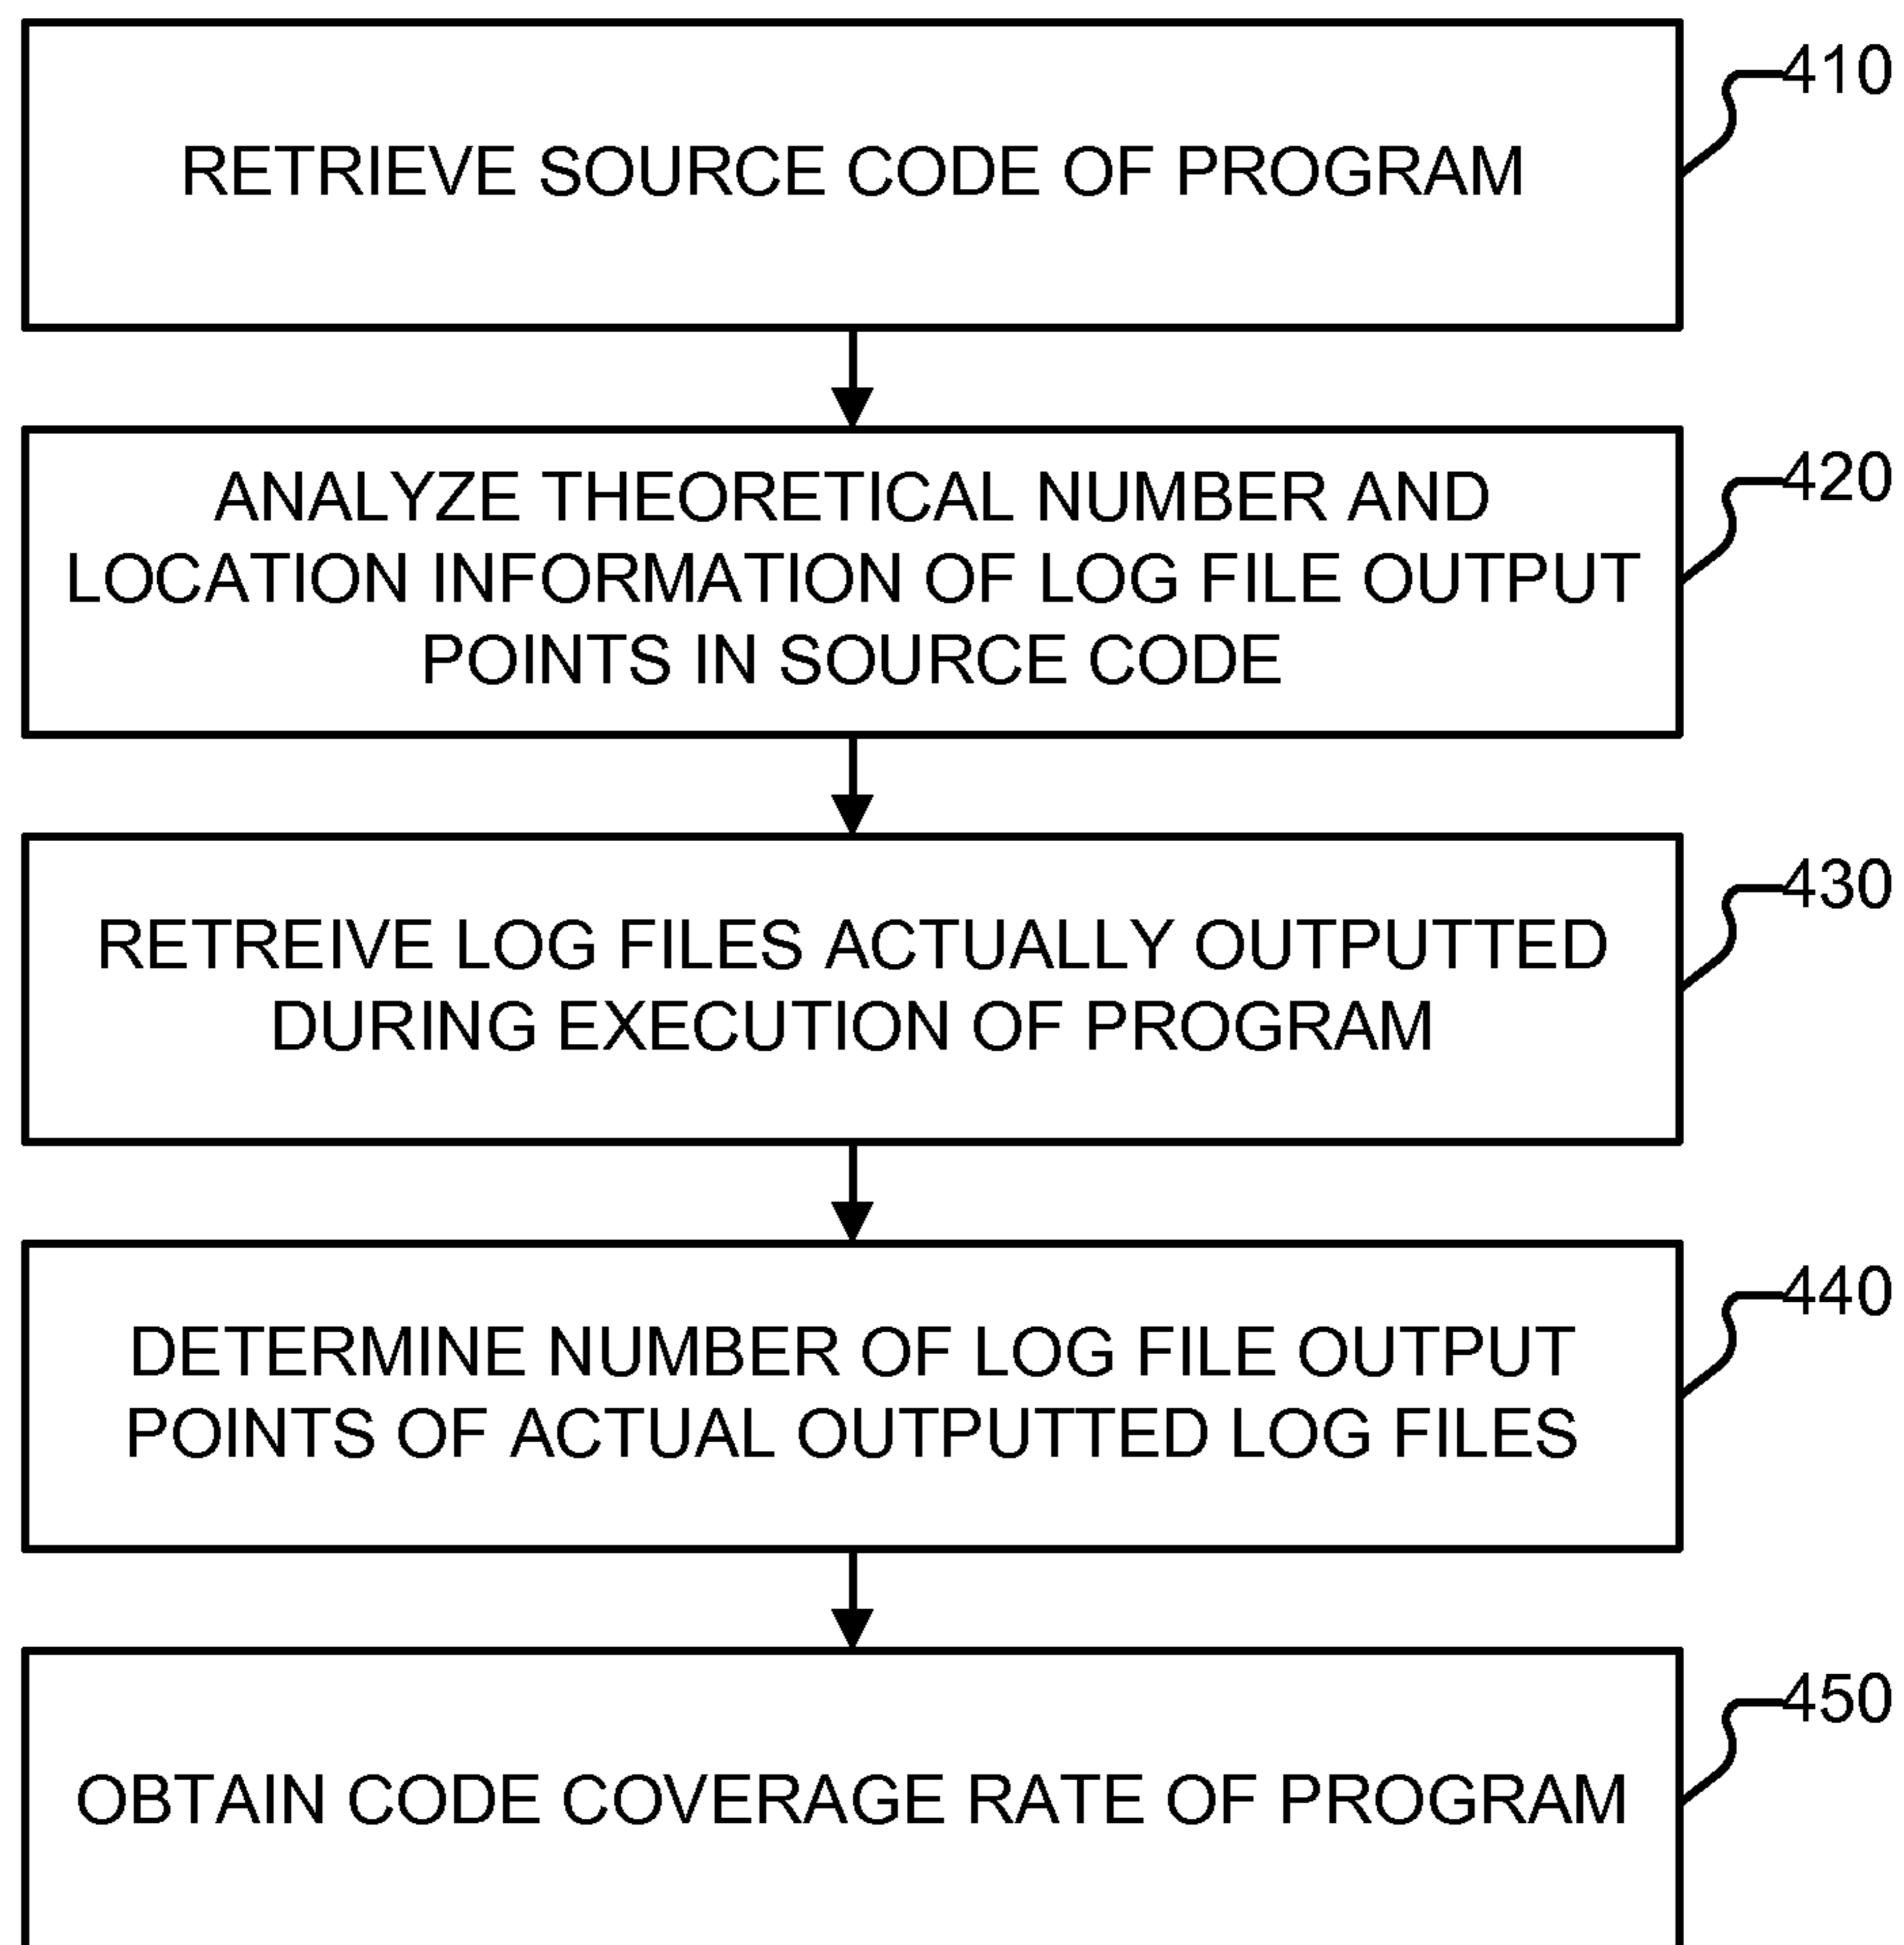 410
RETRIEVE SOURCE CODE OF PROGRAM
420
ANALYZE THEORETICAL NUMBER AND
LOCATION INFORMATION OF LOG FILE OUTPUT
POINTS IN SOURCE CODE
430
RETREIVE LOG FILES ACTUALLY OUTPUTTED
DURING EXECUTION OF PROGRAM
440
DETERMINE NUMBER OF LOG FILE OUTPUT
POINTS OF ACTUAL OUTPUTTED LOG FILES
450
OBTAIN CODE COVERAGE RATE OF PROGRAM